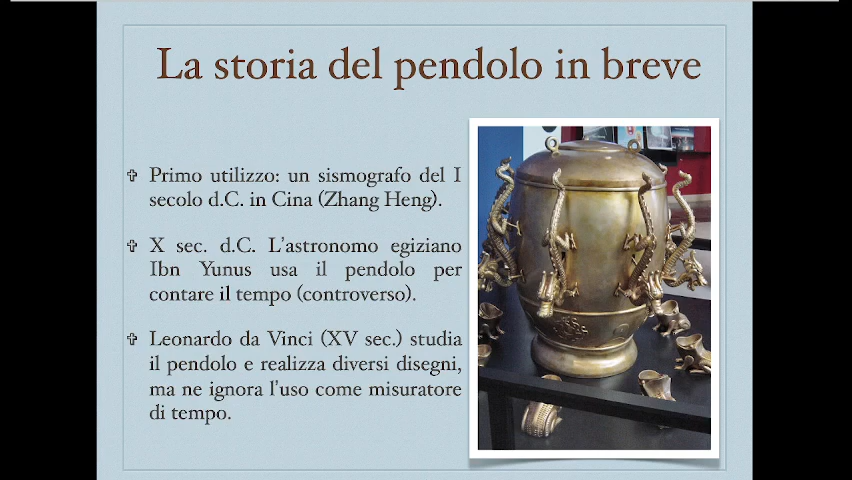 La storia del pendolo in breve
Primo utilizzo: un sismografo del I
secolo d.C. in Cina (Zhang Heng).
X sec. d.C. L'astronomo egiziano
Ibn Yunus usa il pendolo per
contare il tempo (controverso).
Leonardo da Vinci (XV sec.) studia
il pendolo e realizza diversi disegni,
ma ne ignora l'uso come misuratore
di tempo.